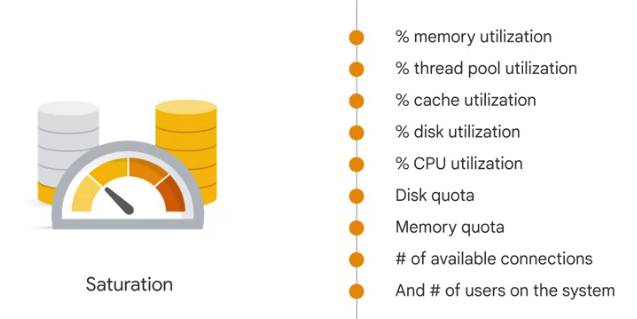 Saturation
% memory utilization
% thread pool utilization
% cache utilization
% disk utilization
% CPU utilization
Disk quota
Memory quota
# of available connections
And # of users on the system